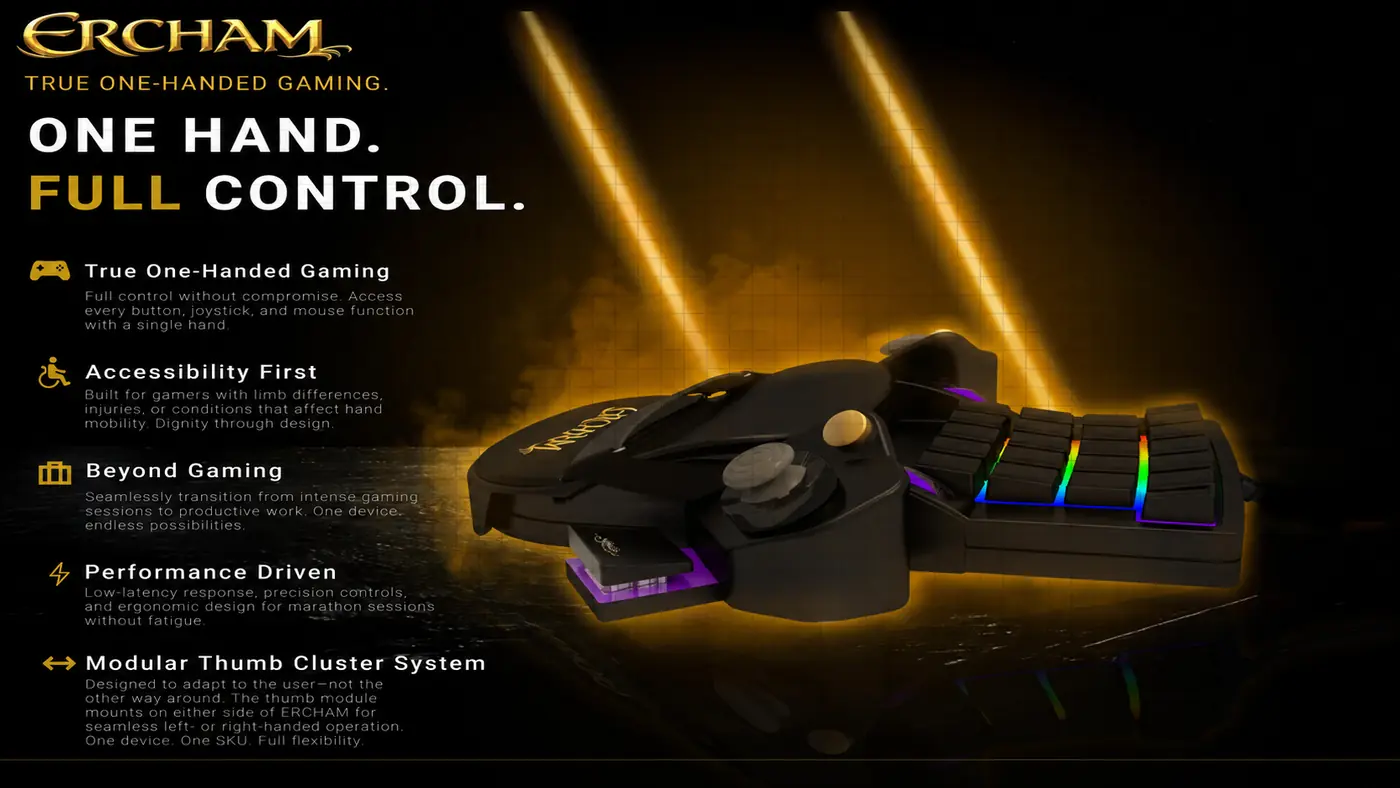 ERCHAM
TRUE ONE-HANDED GAMING.
ONE HAND.
FULL CONTROL.
True One-Handed Gaming
Full control without compromise. Access
every button, joystick, and mouse function
with a single hand.
Accessibility First
Built for gamers with limb differences,
injuries, or conditions that affect hand
mobility. Dignity through design.
Beyond Gaming
Seamlessly transition from intense gaming
sessions to productive work. One device.
endless possibilities.
Performance Driven
Low-latency response, precision controls,
and ergonomic design for marathon sessions
without fatigue.
Modular Thumb Cluster System
Designed to adapt to the user—not the
other way around. The thumb module
mounts on either side of ERCHAM for
seamless left- or right-handed operation.
One device. One SKU. Full flexibility.